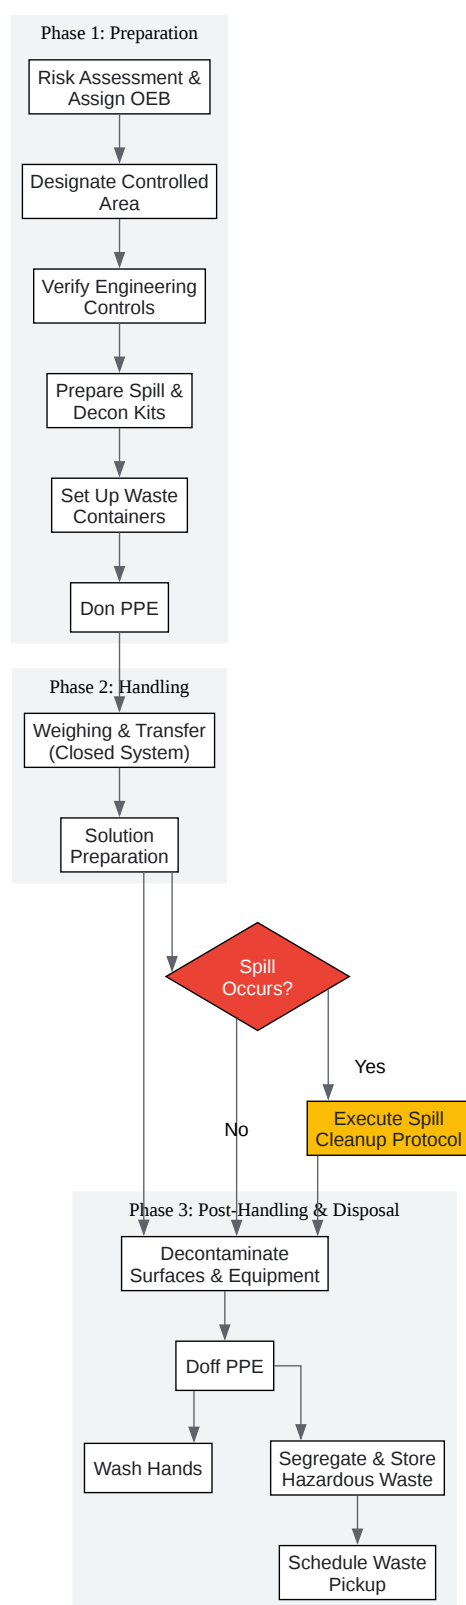 Phase 1: Preparation
Risk Assessment &
Assign OEB
Designate Controlled
Area
Verify Engineering
Controls
Prepare Spill &
Decon Kits
Set Up Waste
Containers
Don PPE
Phase 2: Handling
Weighing & Transfer
(Closed System)
Solution
Preparation
Spill
Occurs?
Yes
No
Execute Spill
Cleanup Protocol
Phase 3: Post-Handling & Disposal
Decontaminate
Surfaces & Equipment
Doff PPE
Wash Hands
Segregate & Store
Hazardous Waste
Schedule Waste
Pickup